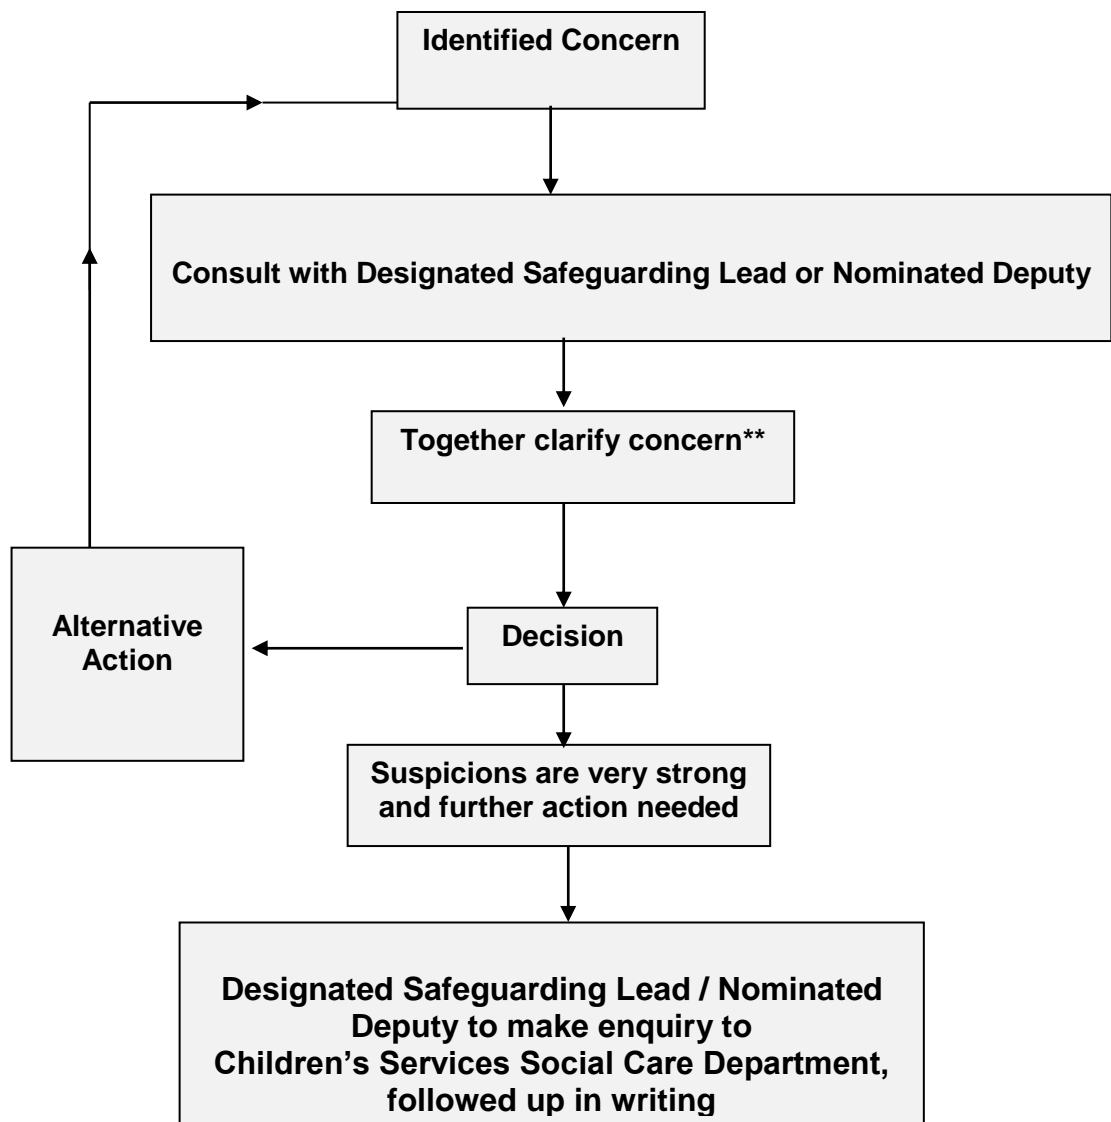 Identified Concern
Consult with Designated Safeguarding Lead or Nominated Deputy
Together clarify concern**
Alternative
Action
Decision
Suspicions are very strong
and further action needed
Designated Safeguarding Lead / Nominated
Deputy to make enquiry to
Children’s Services Social Care Department,
followed up in writing